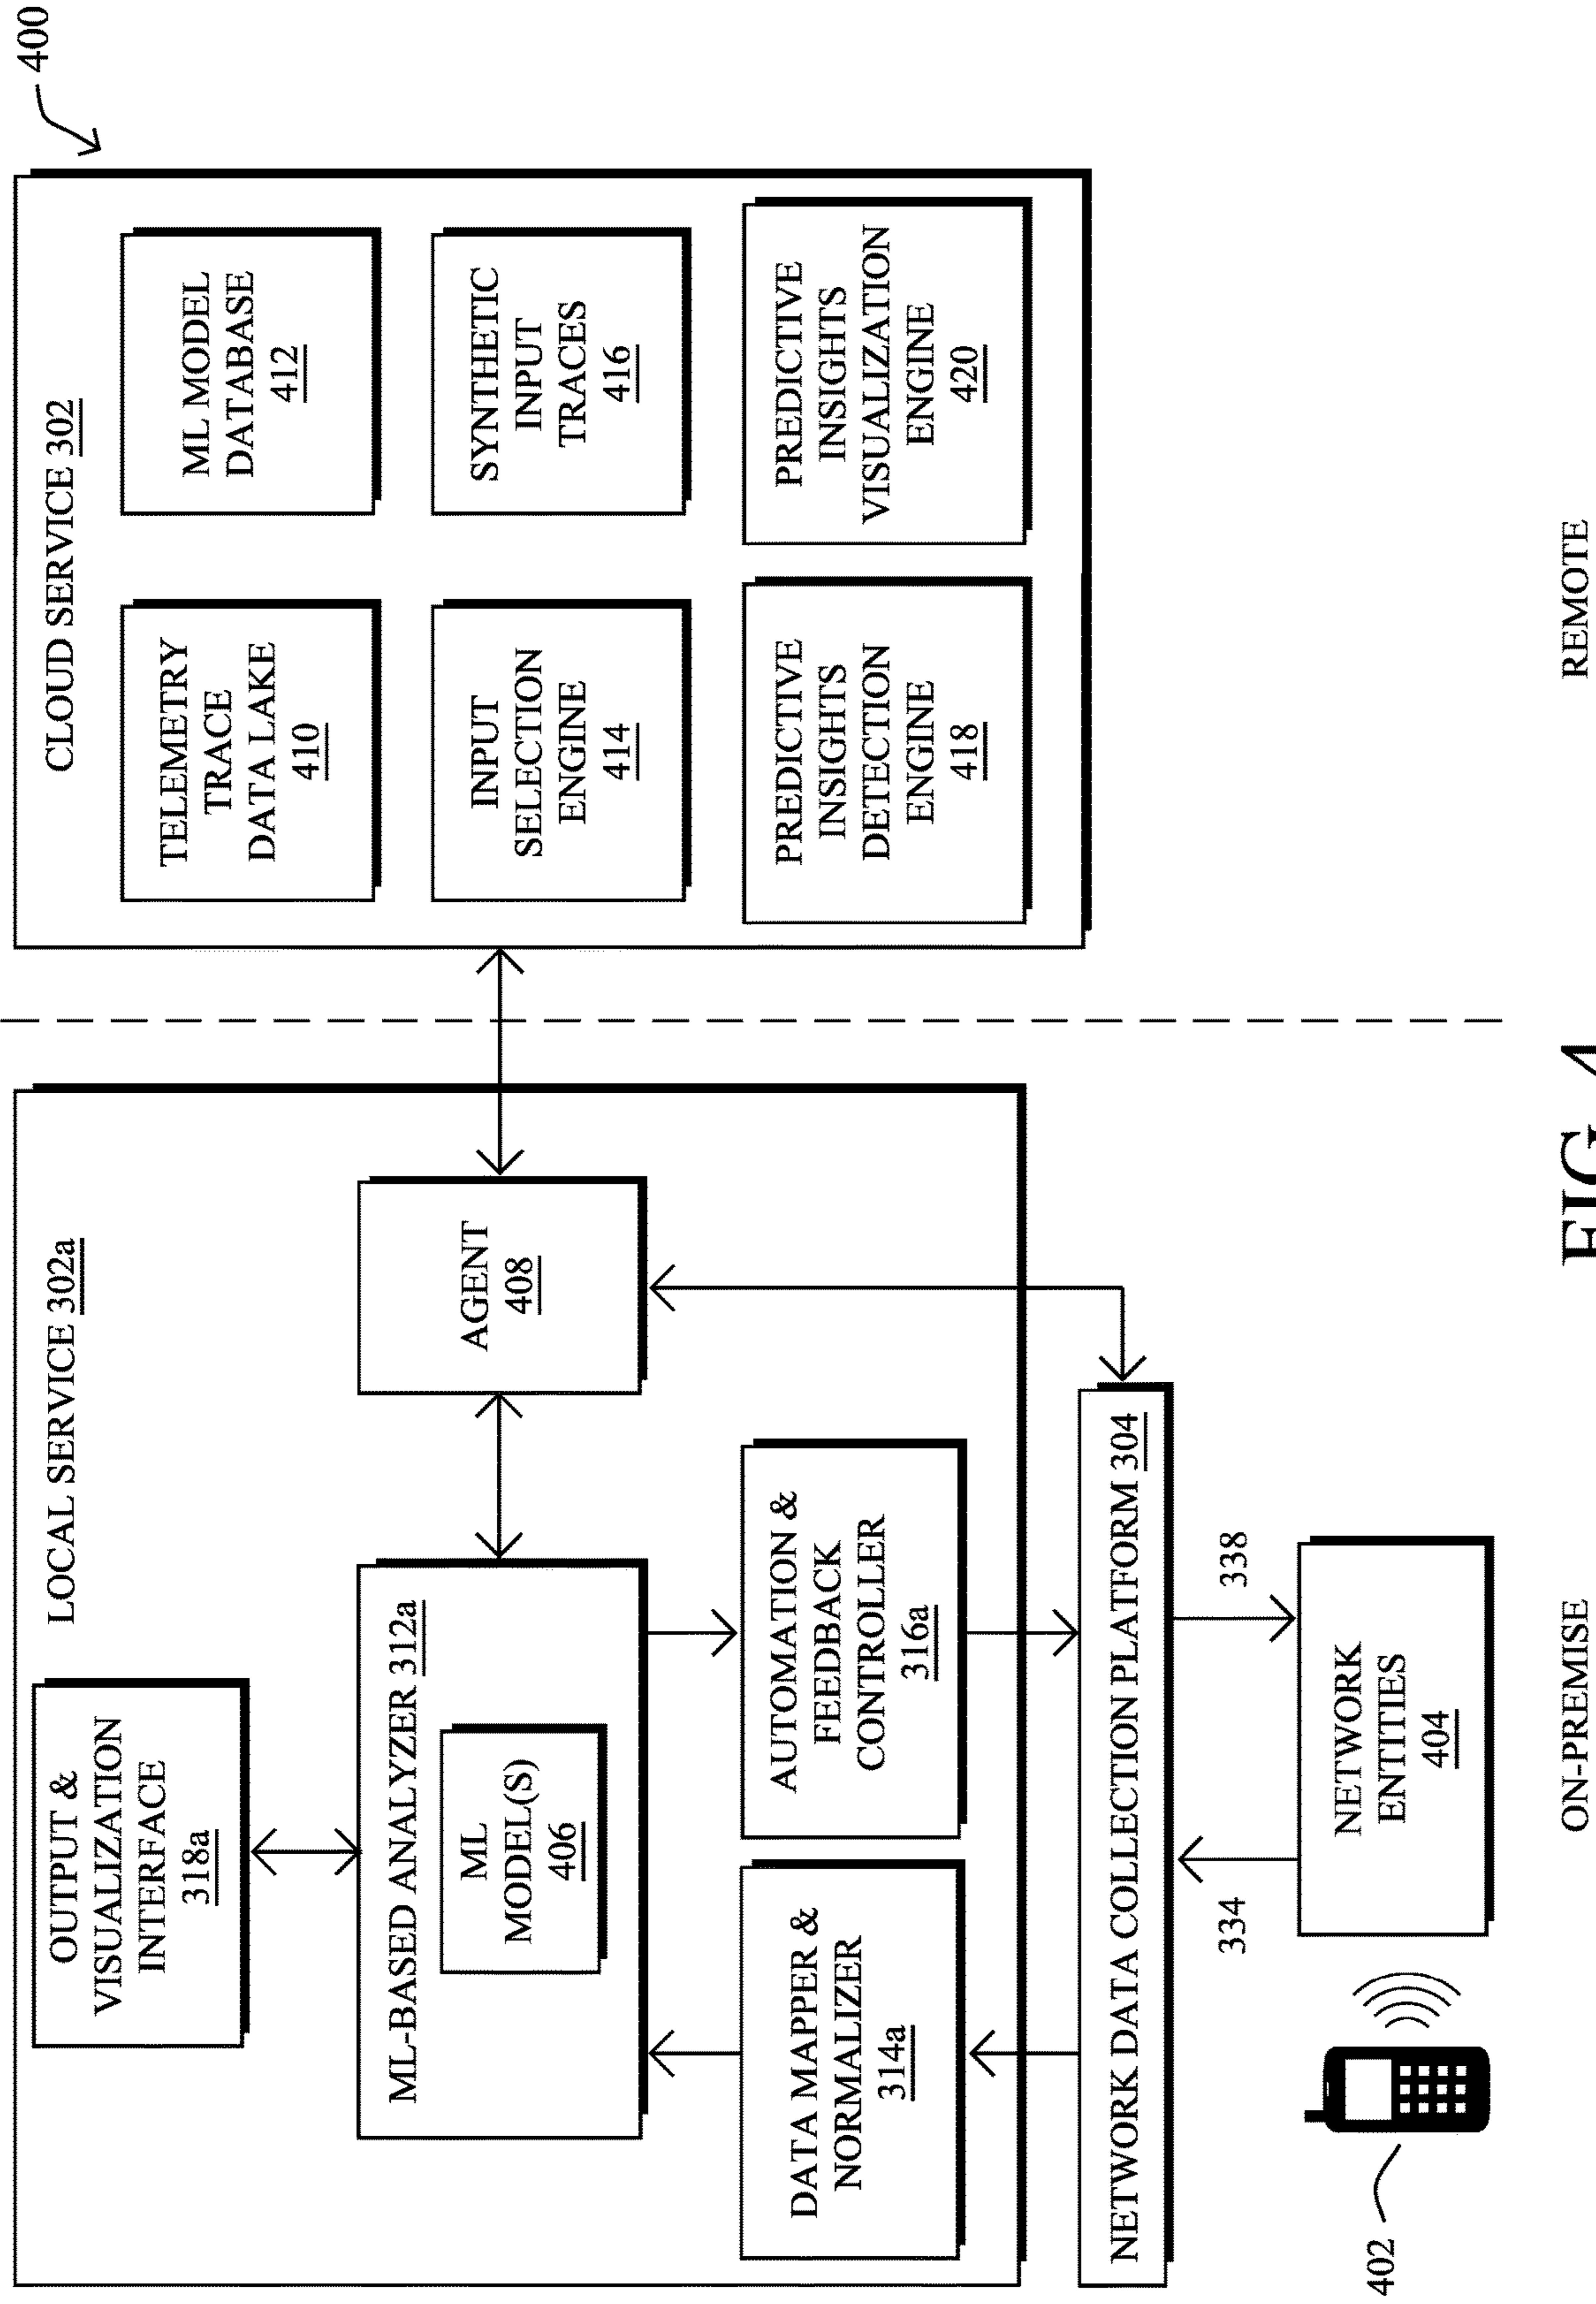 400
LOCAL SERVICE 302a
OUTPUT &
VISUALIZATION
INTERFACE
318a
ML-BASED ANALYZER 312a
ML
MODEL(S)
406
AGENT
408
DATA MAPPER &
NORMALIZER
314a
AUTOMATION &
FEEDBACK
CONTROLLER
316a
NETWORK DATA COLLECTION PLATFORM 304
334
338
402
NETWORK
ENTITIES
404
ON-PREMISE
CLOUD SERVICE 302
TELEMETRY
TRACE
DATA LAKE
410
ML MODEL
DATABASE
412
INPUT
SELECTION
ENGINE
414
SYNTHETIC
INPUT
TRACES
416
PREDICTIVE
INSIGHTS
DETECTION
ENGINE
418
PREDICTIVE
INSIGHTS
VISUALIZATION
ENGINE
420
REMOTE